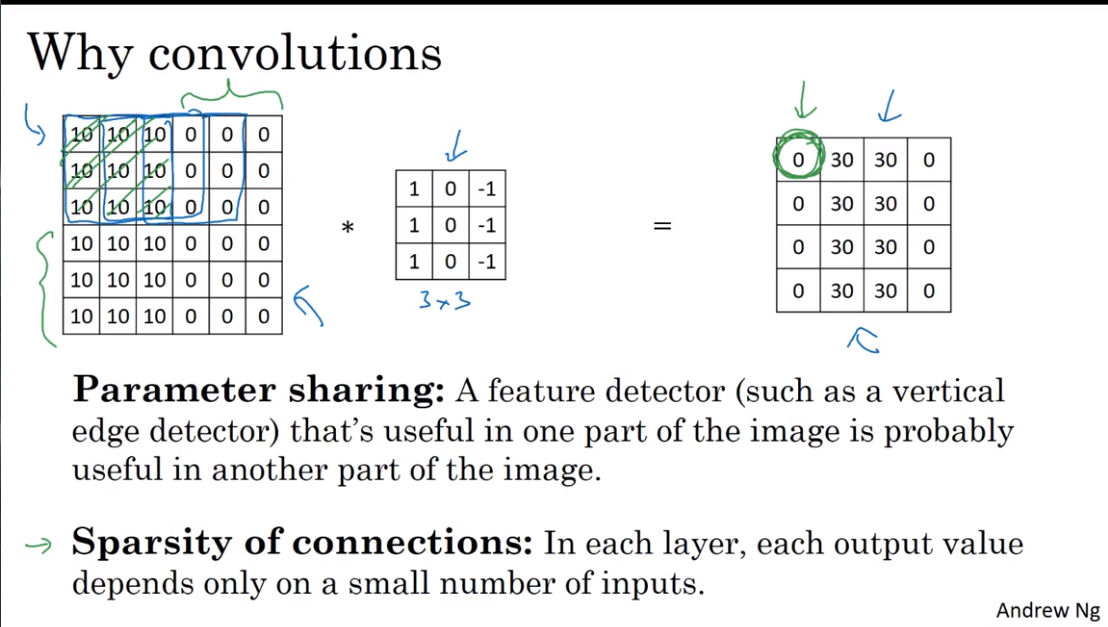 Why convolutions
10 10 10 0 0 0
10 10 10 0 0 0
10 10 10 0 0 0
10 10 10 0 0 0
10 10 10 0 0 0
10 10 10 0 0 0
*
1 0 -1
1 0 -1
1 0 -1
3×3
=
0 30 30 0
0 30 30 0
0 30 30 0
0 30 30 0
Parameter sharing: A feature detector (such as a vertical
edge detector) that's useful in one part of the image is probably
useful in another part of the image.
→ Sparsity of connections: In each layer, each output value
depends only on a small number of inputs.
Andrew Ng